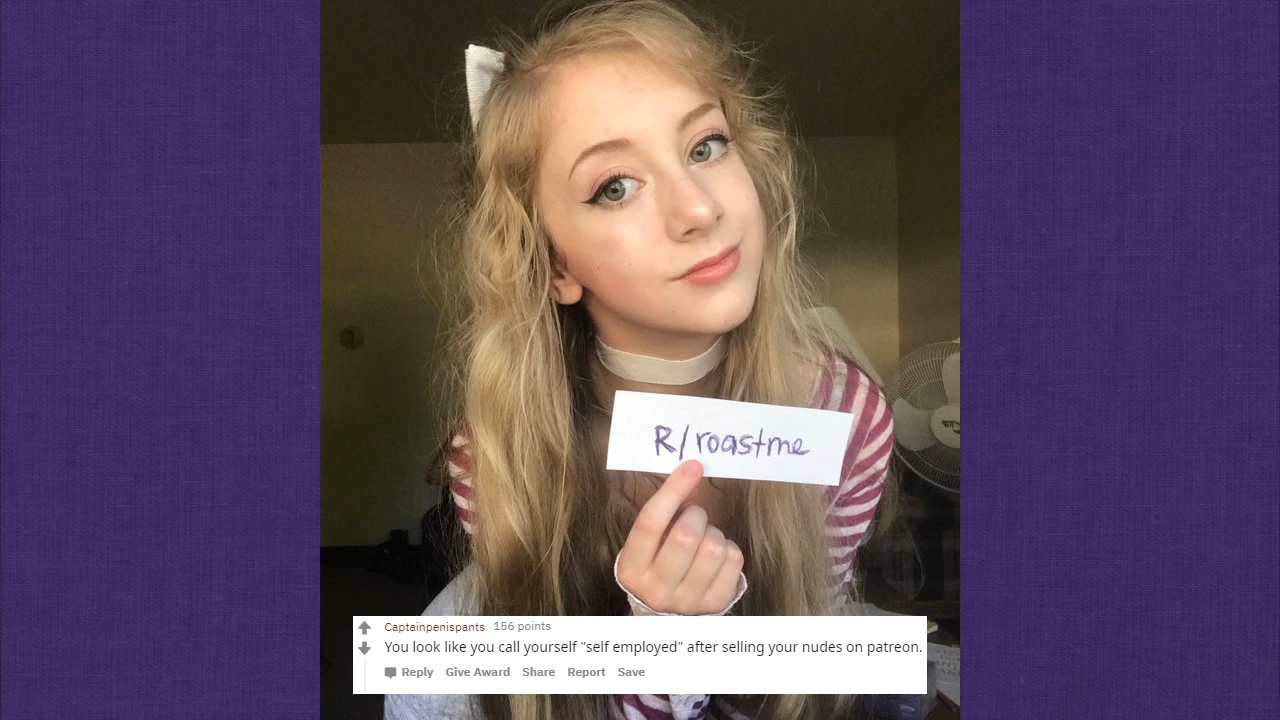 R/roastme
Captainpenispants 156 points
You look like you call yourself "self employed" after selling your nudes on patreon.
Reply Give Award Share Report Save